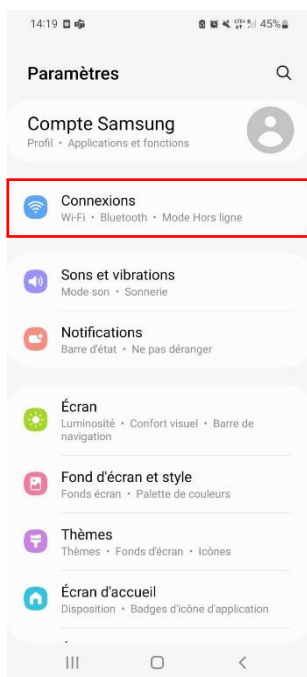 14:19
45%
Paramètres
Compte Samsung
Profil • Applications et fonctions
Connexions
Wi-Fi • Bluetooth • Mode Hors ligne
Sons et vibrations
Mode son • Sonnerie
Notifications
Barre d'état • Ne pas déranger
Écran
Luminosité • Confort visuel • Barre de
navigation
Fond d'écran et style
Fonds écran • Palette de couleurs
Thèmes
Thèmes • Fonds d'écran • Icônes
Écran d'accueil
Disposition • Badges d'icône d'application